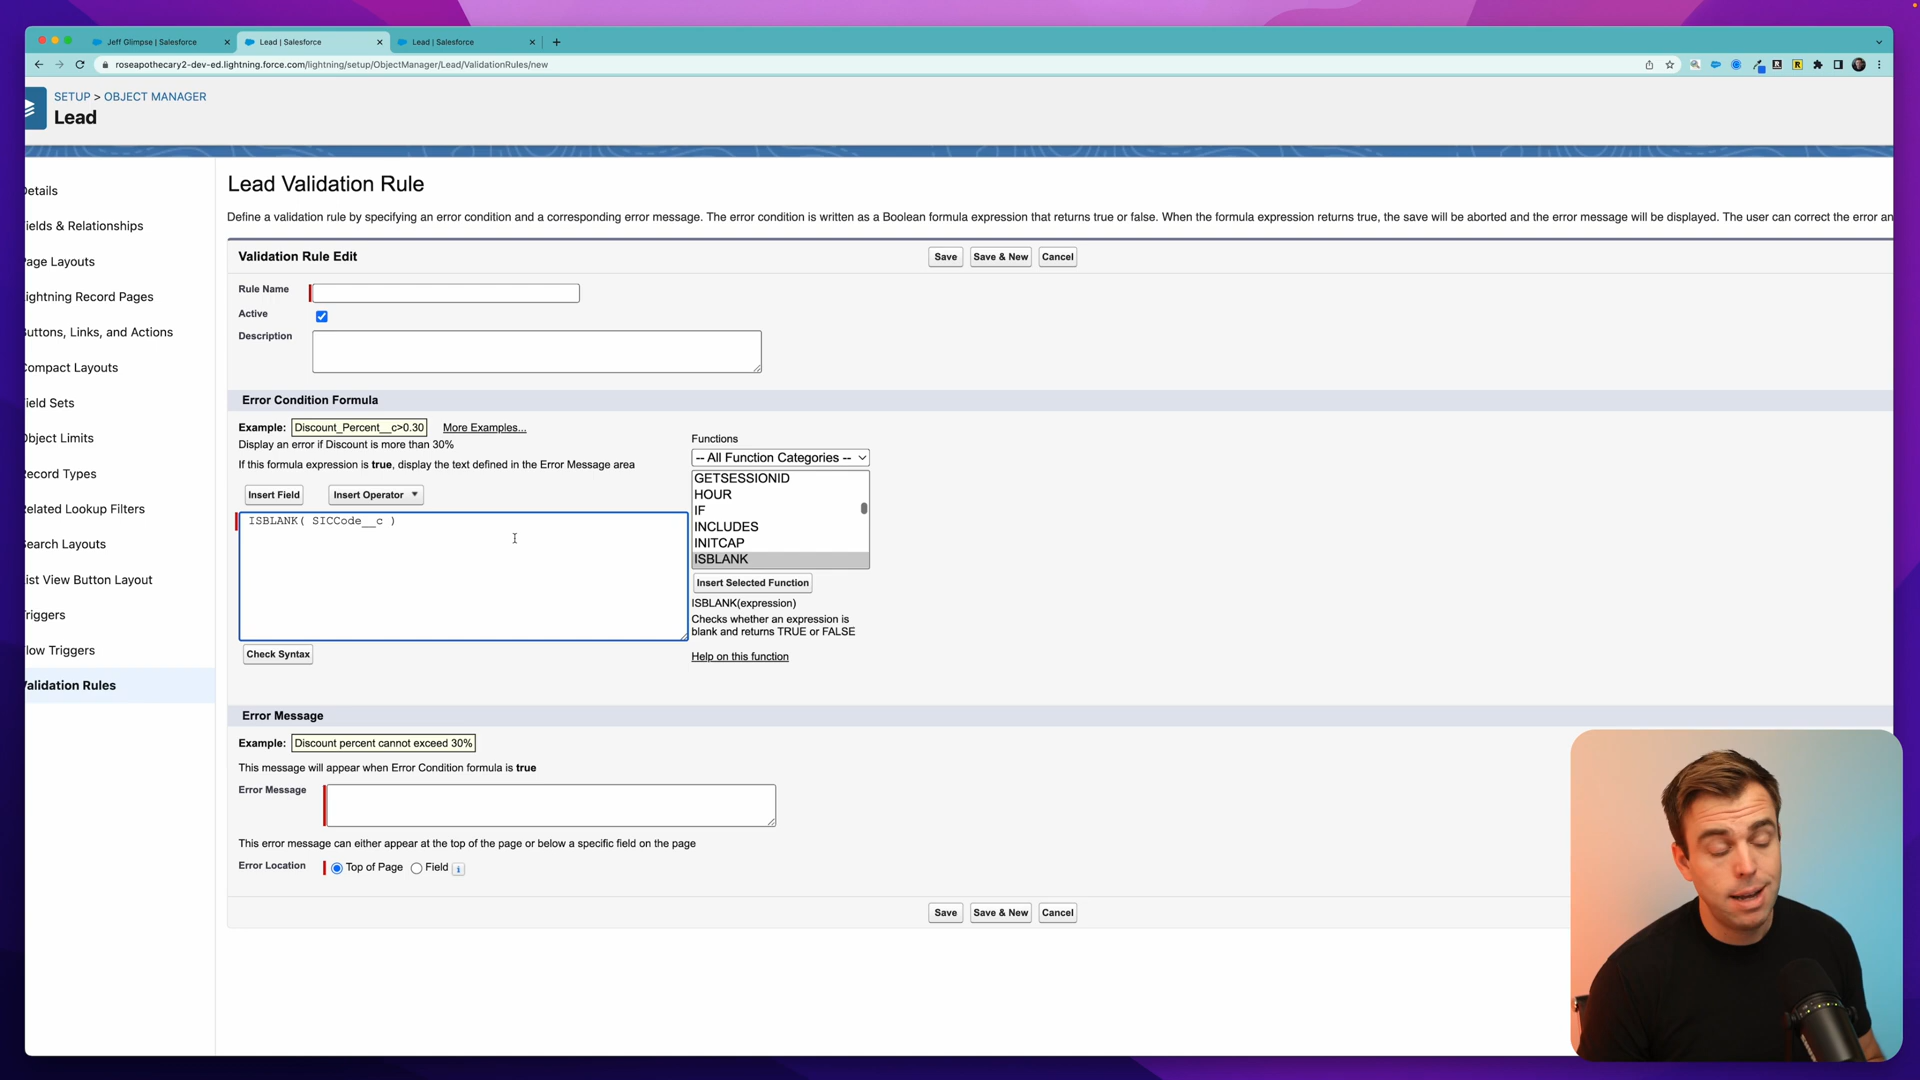 Jeff Glimpse | Salesforce
Lead | Salesforce
Lead | Salesforce
roseapothecary2-dev-ed.lightning.force.com/lightning/setup/ObjectManager/Lead/ValidationRules/new
SETUP > OBJECT MANAGER
Lead
etails
ields & Relationships
age Layouts
ightning Record Pages
uttons, Links, and Actions
ompact Layouts
ield Sets
bject Limits
ecord Types
elated Lookup Filters
earch Layouts
ist View Button Layout
riggers
low Triggers
alidation Rules
Lead Validation Rule
Define a validation rule by specifying an error condition and a corresponding error message. The error condition is written as a Boolean formula expression that returns true or false. When the formula expression returns true, the save will be aborted and the error message will be displayed. The user can correct the error an
Validation Rule Edit
Save Save & New Cancel
Rule Name
Active
Description
Error Condition Formula
Example: Discount_Percent__c>0.30 More Examples...
Display an error if Discount is more than 30%
If this formula expression is true, display the text defined in the Error Message area
Insert Field Insert Operator
ISBLANK( SICCode__c )
Check Syntax
Functions
-- All Function Categories --
GETSESSIONID
HOUR
IF
INCLUDES
INITCAP
ISBLANK
Insert Selected Function
ISBLANK(expression)
Checks whether an expression is
blank and returns TRUE or FALSE
Help on this function
Error Message
Example: Discount percent cannot exceed 30%
This message will appear when Error Condition formula is true
Error Message
This error message can either appear at the top of the page or below a specific field on the page
Error Location Top of Page Field i
Save Save & New Cancel